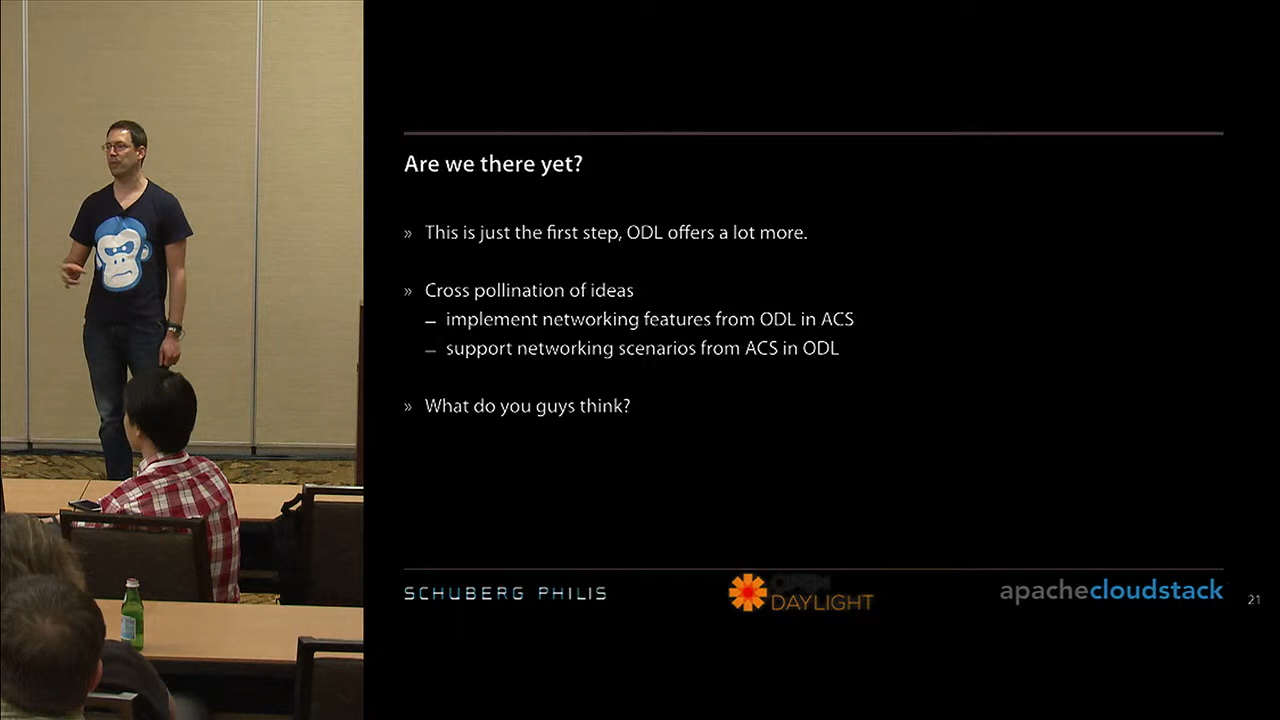 Are we there yet?
» This is just the first step, ODL offers a lot more.
» Cross pollination of ideas
– implement networking features from ODL in ACS
– support networking scenarios from ACS in ODL
» What do you guys think?
SCHUBERG PHILIS
OPEN
DAYLIGHT
apachecloudstack
21